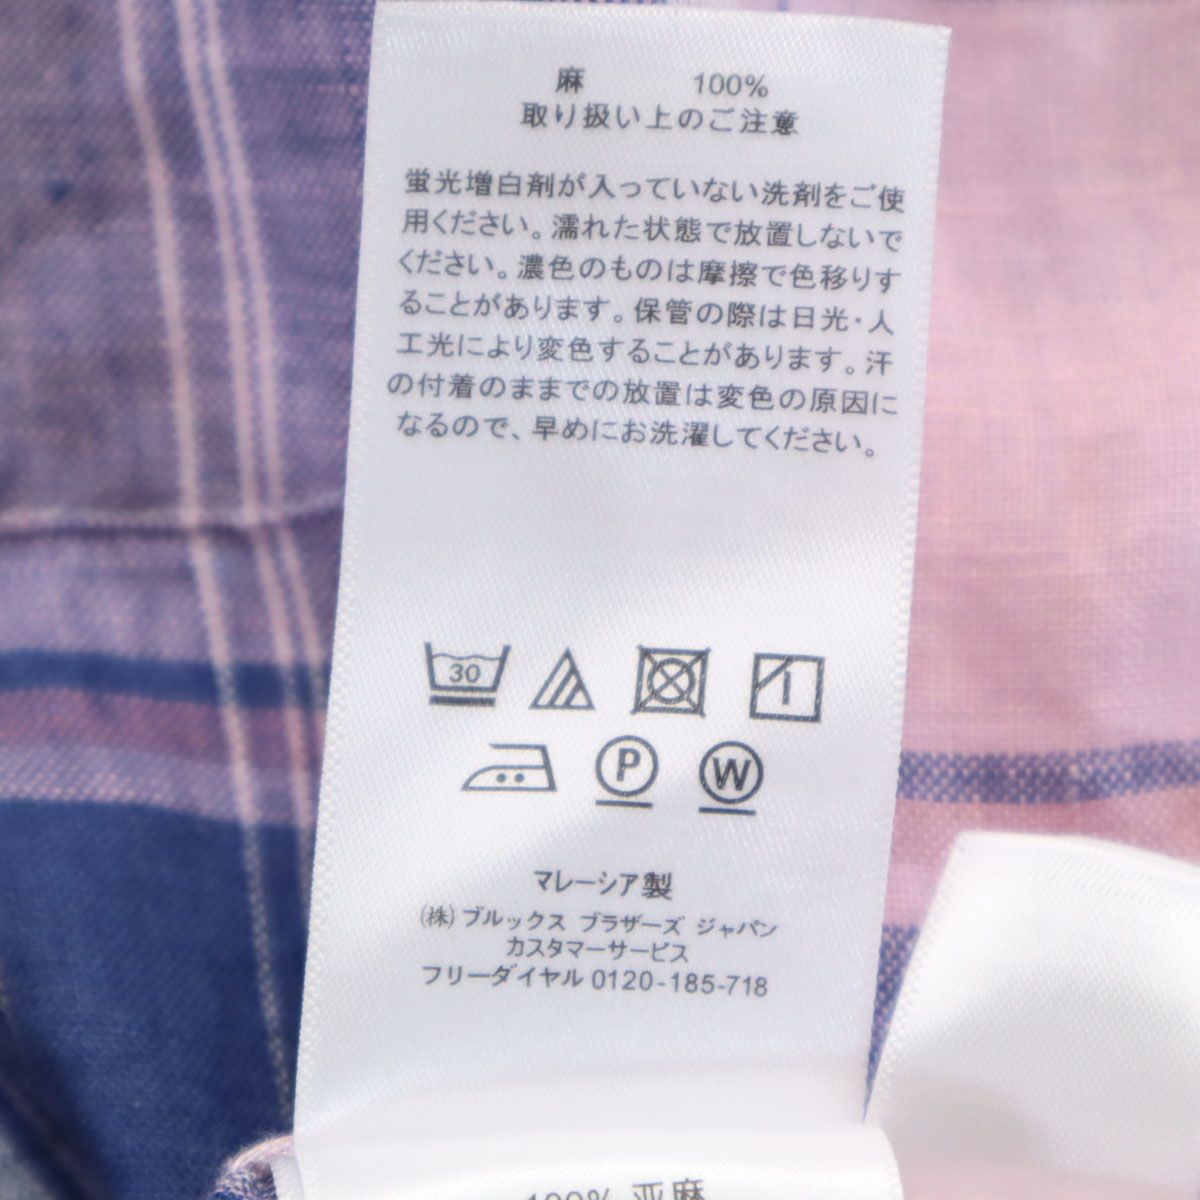 麻 100%
取り扱い上のご注意
蛍光増白剤が入っていない洗剤をご使
用ください。濡れた状態で放置しないで
ください。濃色のものは摩擦で色移りす
ることがあります。保管の際は日光・人
工光により変色することがあります。汗
の付着のままでの放置は変色の原因に
なるので、早めにお洗濯してください。
30
P W
マレーシア製
(株) ブルックス ブラザーズ ジャパン
カスタマーサービス
フリーダイヤル 0120-185-718
100% 亚麻